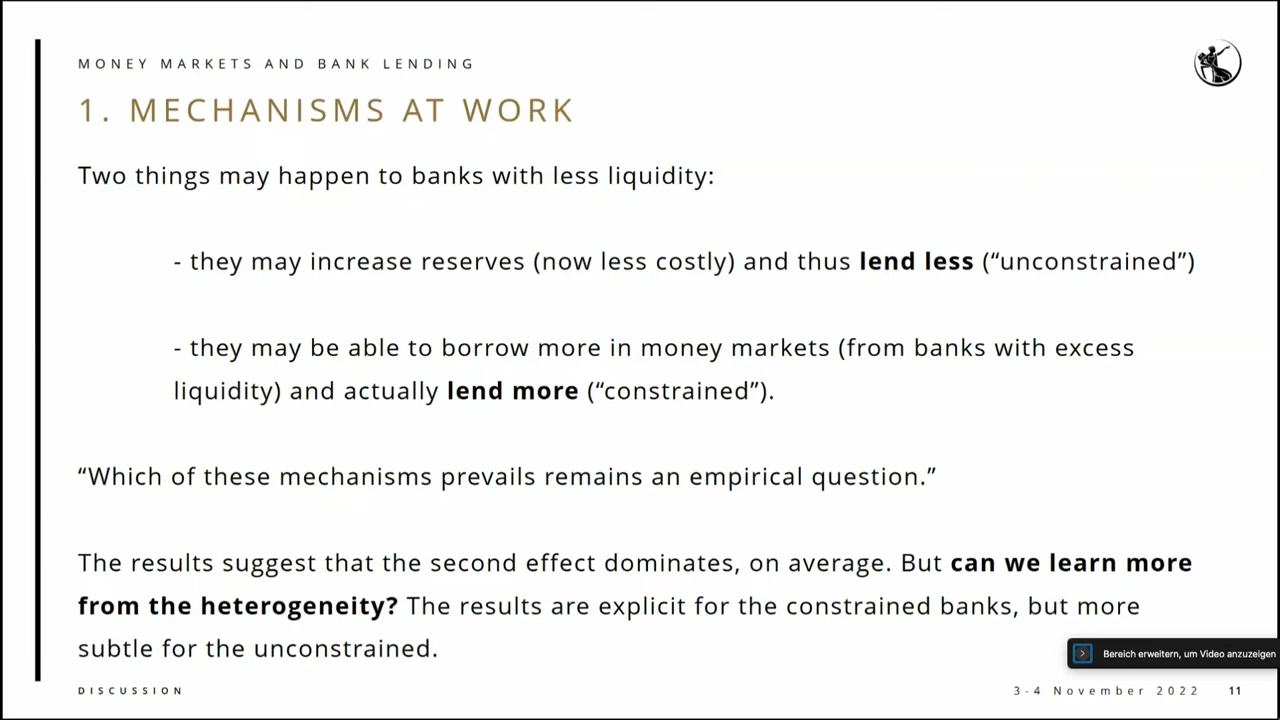 MONEY MARKETS AND BANK LENDING
1. MECHANISMS AT WORK
Two things may happen to banks with less liquidity:
- they may increase reserves (now less costly) and thus lend less (“unconstrained”)
- they may be able to borrow more in money markets (from banks with excess
liquidity) and actually lend more (“constrained”).
“Which of these mechanisms prevails remains an empirical question.”
The results suggest that the second effect dominates, on average. But can we learn more
from the heterogeneity? The results are explicit for the constrained banks, but more
subtle for the unconstrained.
Bereich erweitern, um Video anzuzeigen
DISCUSSION
3-4 November 2022 11